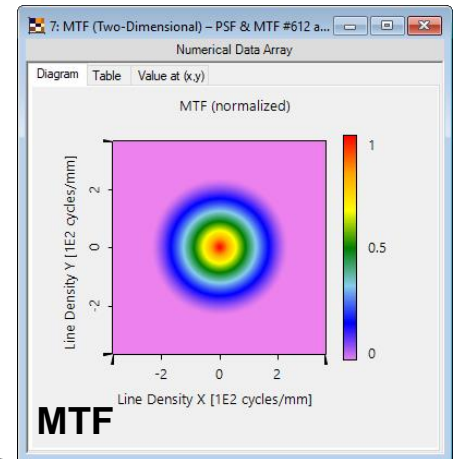 7: MTF (Two-Dimensional) – PSF & MTF #612 a...
Numerical Data Array
Diagram Table Value at (x,y)
MTF (normalized)
1
0.5
0
Line Density Y [1E2 cycles/mm]
2
0
-2
-2 0 2
Line Density X [1E2 cycles/mm]
MTF